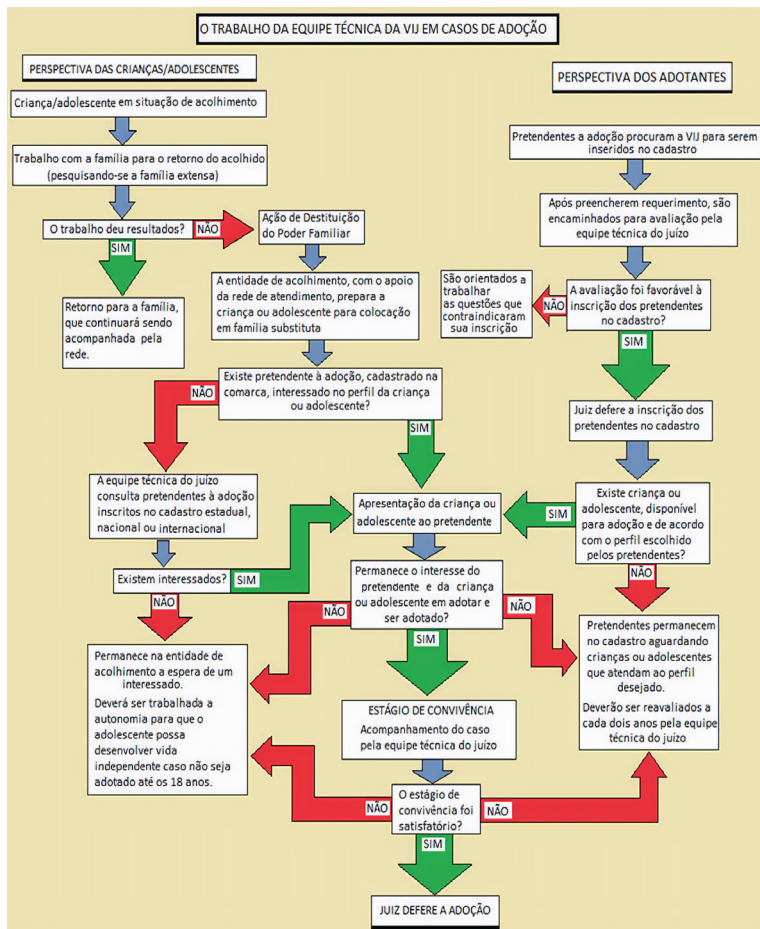 O TRABALHO DA EQUIPE TÉCNICA DA VIJ EM CASOS DE ADOÇÃO
PERSPECTIVA DAS CRIANÇAS/ADOLESCENTES
Criança/adolescente em situação de acolhimento
Trabalho com a família para o retorno do acolhido
(pesquisando-se a família extensa)
O trabalho deu resultados?
NÃO
SIM
Ação de Destituição
do Poder Familiar
Retorno para a família,
que continuará sendo
acompanhada pela
rede.
A entidade de acolhimento, com o apoio
da rede de atendimento, prepara a
criança ou adolescente para colocação
em família substituta
Existe pretendente à adoção, cadastrado na
comarca, interessado no perfil da criança
ou adolescente?
NÃO
SIM
A equipe técnica do juízo
consulta pretendentes à adoção
inscritos no cadastro estadual,
nacional ou internacional
Existem interessados?
SIM
NÃO
Permanece na entidade de
acolhimento a espera de um
interessado.
Deverá ser trabalhada a
autonomia para que o
adolescente possa
desenvolver vida
independente caso não seja
adotado até os 18 anos.
PERSPECTIVA DOS ADOTANTES
Pretendentes a adoção procuram a VIJ para serem
inseridos no cadastro
Após preencherem requerimento, são
encaminhados para avaliação pela
equipe técnica do juízo
A avaliação foi favorável à
inscrição dos pretendentes
no cadastro?
NÃO
São orientados a
trabalhar
as questões que
contraindicaram
sua inscrição
SIM
Juiz defere a inscrição dos
pretendentes no cadastro
Existe criança ou
adolescente, disponível
para adoção e de acordo
com o perfil escolhido
pelos pretendentes?
SIM
NÃO
Pretendentes permanecem
no cadastro aguardando
crianças ou adolescentes
que atendam ao perfil
desejado.
Deverão ser reavaliados a
cada dois anos pela equipe
técnica do juízo
Apresentação da criança ou
adolescente ao pretendente
Permanece o interesse do
pretendente e da criança
ou adolescente em adotar e
ser adotado?
NÃO
NÃO
SIM
ESTÁGIO DE CONVIVÊNCIA
Acompanhamento do caso
pela equipe técnica do juízo
O estágio de
convivência foi
satisfatório?
NÃO
NÃO
SIM
JUIZ DEFERE A ADOÇÃO